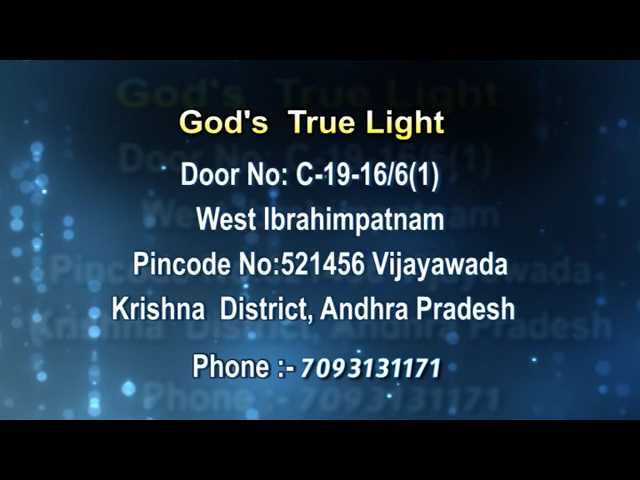 God's True Light
Door No: C-19-16/6(1)
West Ibrahimpatnam
Pincode No:521456 Vijayawada
Krishna District, Andhra Pradesh
Phone :- 7093131171